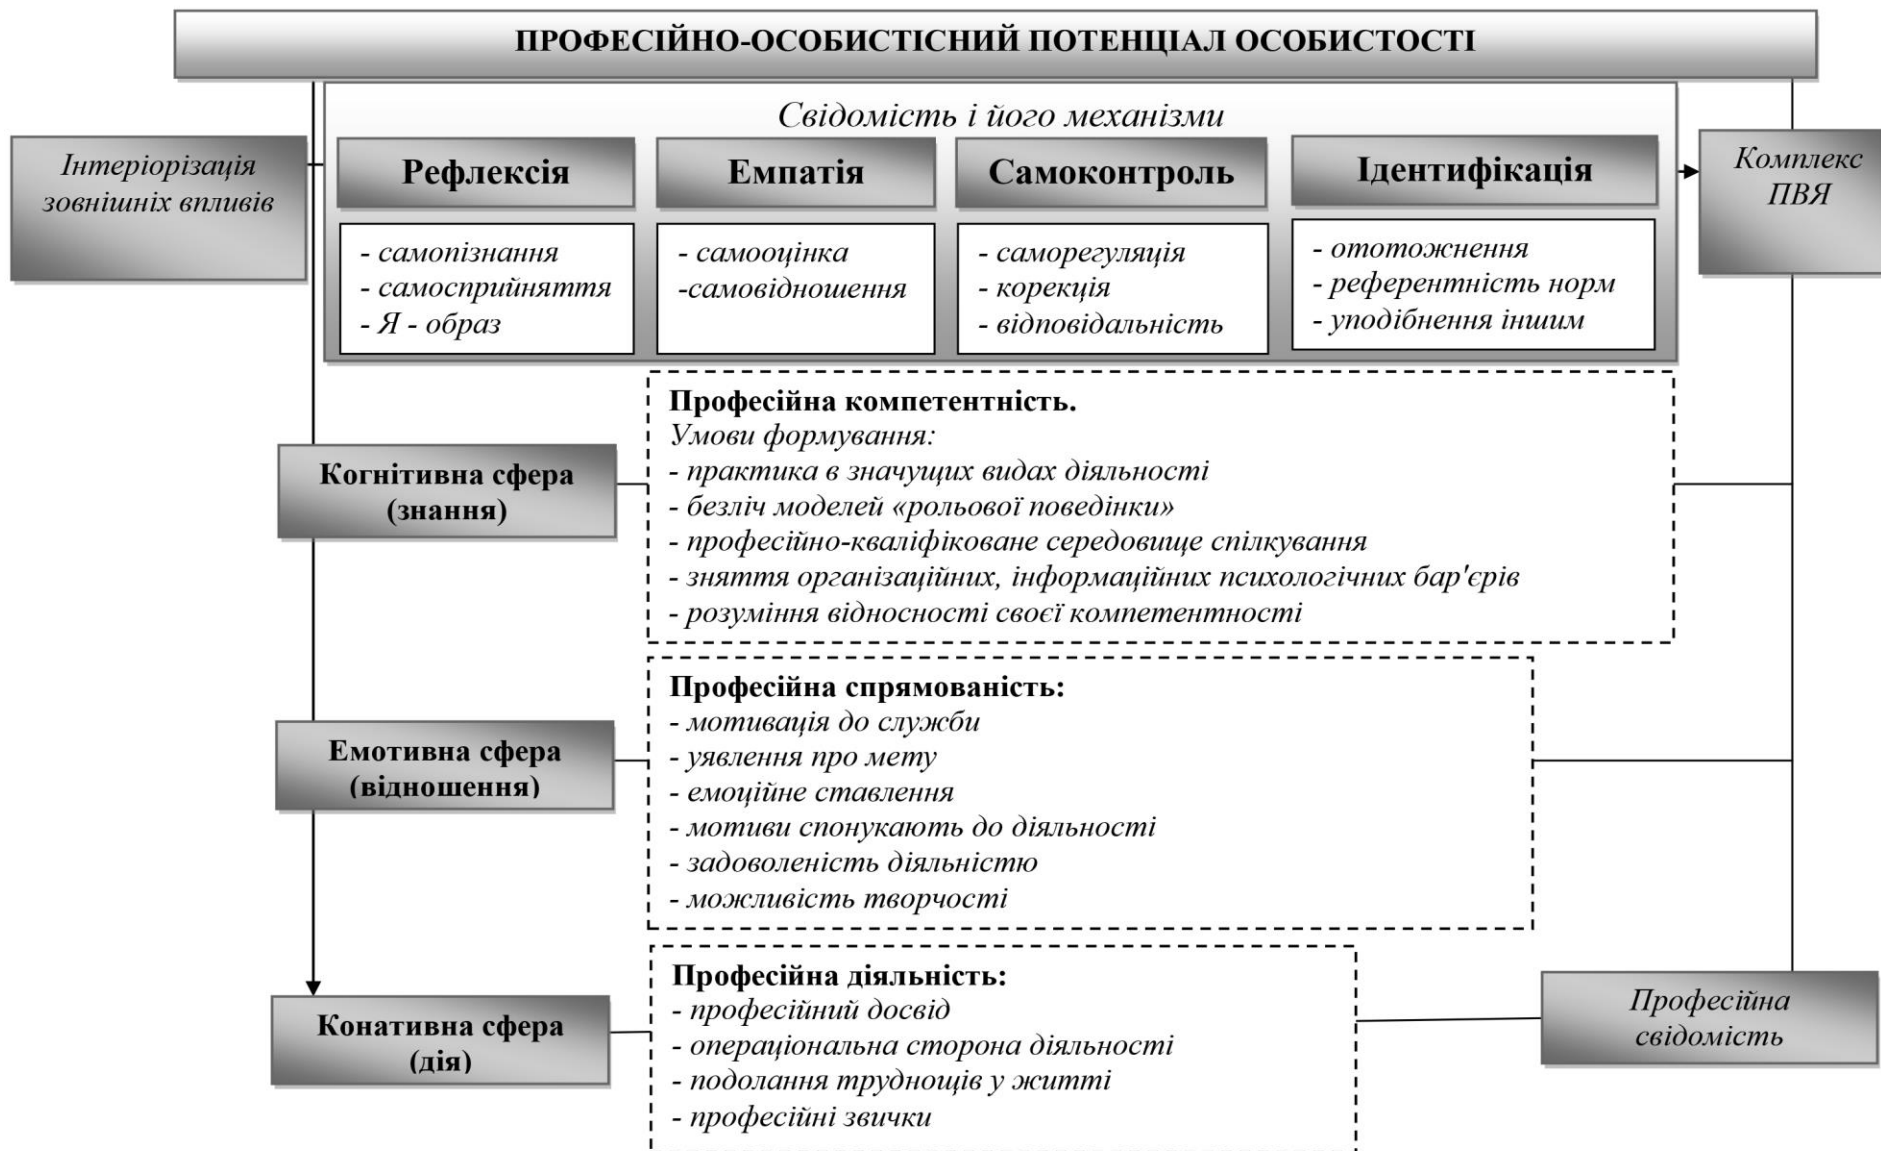 ПРОФЕСІЙНО-ОСОБИСТІСНИЙ ПОТЕНЦІАЛ ОСОБИСТОСТІ
Свідомість і його механізми
Інтеріорізація
зовнішніх впливів
Рефлексія
Емпатія
Самоконтроль
Ідентифікація
Комплекс
ПВЯ
- самопізнання
- самосприйняття
- Я - образ
- самооцінка
-самовідношення
- саморегуляція
- корекція
- відповідальність
- ототожнення
- референтність норм
- уподібнення іншим
Когнітивна сфера
(знання)
Професійна компетентність.
Умови формування:
- практика в значущих видах діяльності
- безліч моделей «рольової поведінки»
- професійно-кваліфіковане середовище спілкування
- зняття організаційних, інформаційних психологічних бар'єрів
- розуміння відносності своєї компетентності
Емотивна сфера
(відношення)
Професійна спрямованість:
- мотивація до служби
- уявлення про мету
- емоційне ставлення
- мотиви спонукають до діяльності
- задоволеність діяльністю
- можливість творчості
Конативна сфера
(дія)
Професійна діяльність:
- професійний досвід
- операціональна сторона діяльності
- подолання труднощів у житті
- професійні звички
Професійна
свідомість